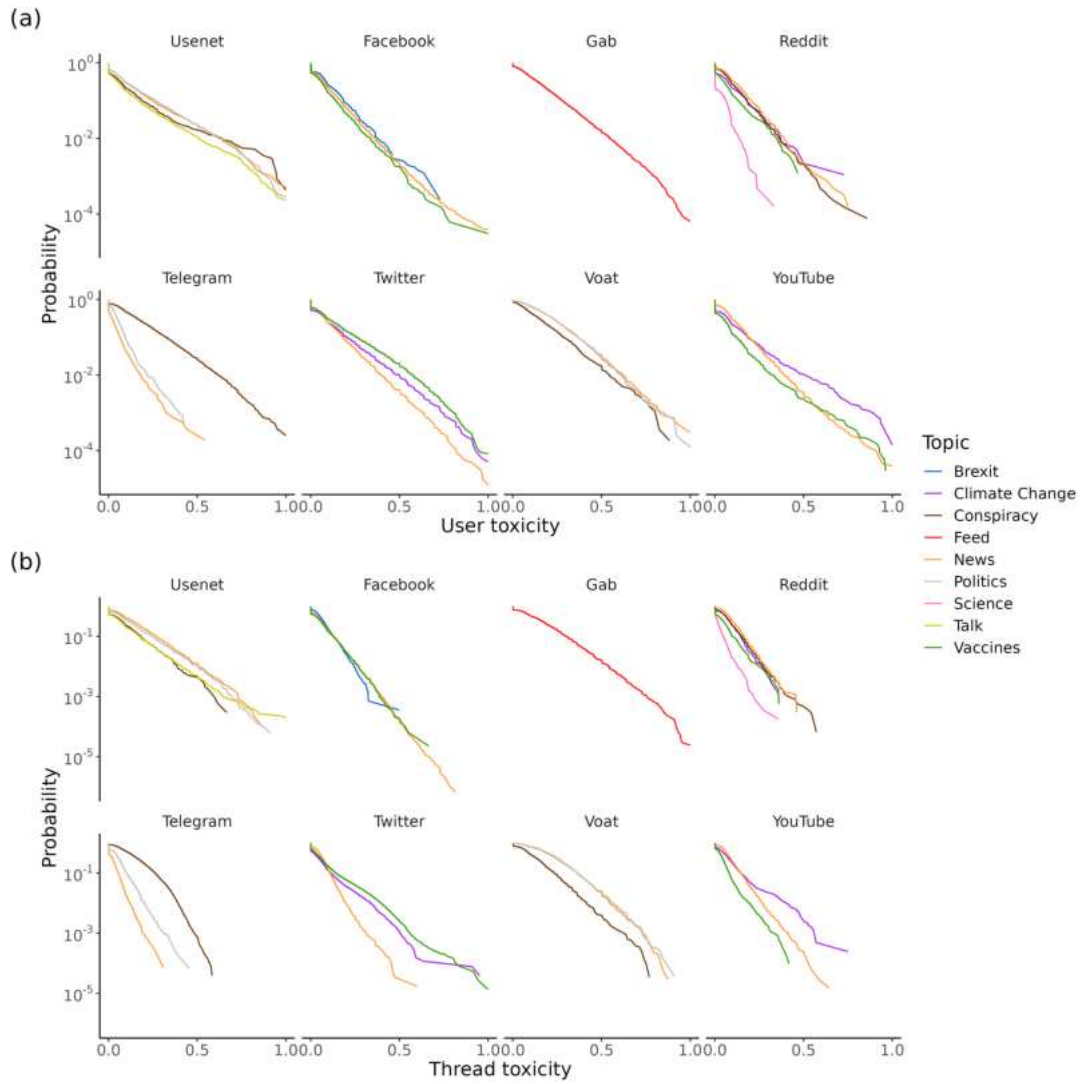 (a)
Usenet Facebook Gab Reddit
10⁰
10⁻²
10⁻⁴
Probability
Telegram Twitter Voat YouTube
10⁰
10⁻²
10⁻⁴
0.0 0.5 1.00.0 0.5 1.00.0 0.5 1.00.0 0.5 1.0
User toxicity
Topic
Brexit
Climate Change
Conspiracy
Feed
News
Politics
Science
Talk
Vaccines
(b)
Usenet Facebook Gab Reddit
10⁻¹
10⁻³
10⁻⁵
Probability
Telegram Twitter Voat YouTube
10⁻¹
10⁻³
10⁻⁵
0.0 0.5 1.00.0 0.5 1.00.0 0.5 1.00.0 0.5 1.0
Thread toxicity